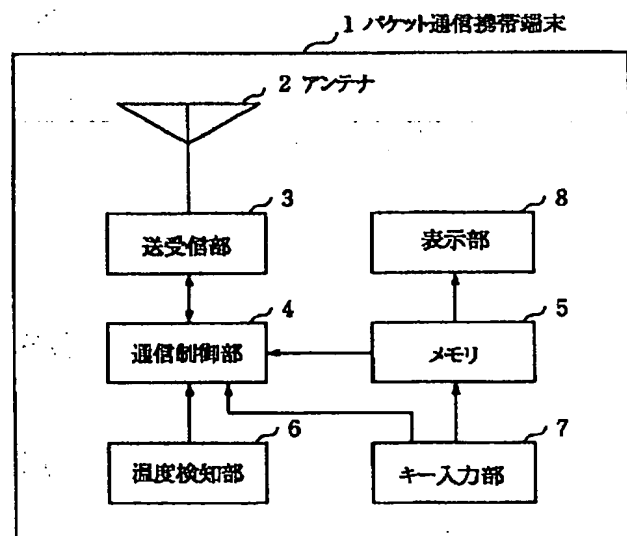 1 パケット通信携帯端末
2 アンテナ
3
送受信部
8
表示部
4
通信制御部
5
メモリ
6
温度検知部
7
キー入力部